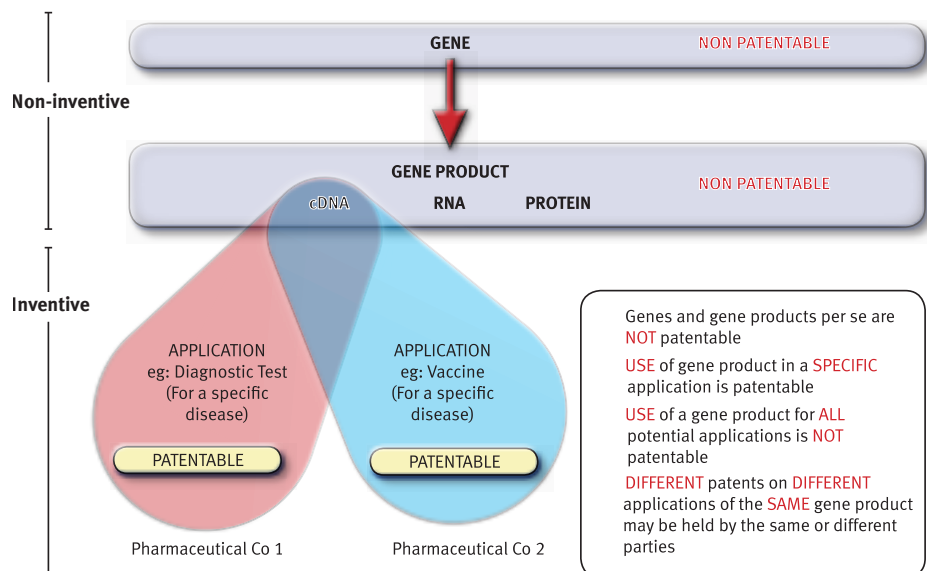 GENE
NON PATENTABLE
Non-inventive
GENE PRODUCT
NON PATENTABLE
cDNA
RNA
PROTEIN
Inventive
APPLICATION
eg: Diagnostic Test
(For a specific
disease)
PATENTABLE
Pharmaceutical Co 1
APPLICATION
eg: Vaccine
(For a specific
disease)
PATENTABLE
Pharmaceutical Co 2
Genes and gene products per se are
NOT patentable
USE of gene product in a SPECIFIC
application is patentable
USE of a gene product for ALL
potential applications is NOT
patentable
DIFFERENT patents on DIFFERENT
applications of the SAME gene product
may be held by the same or different
parties